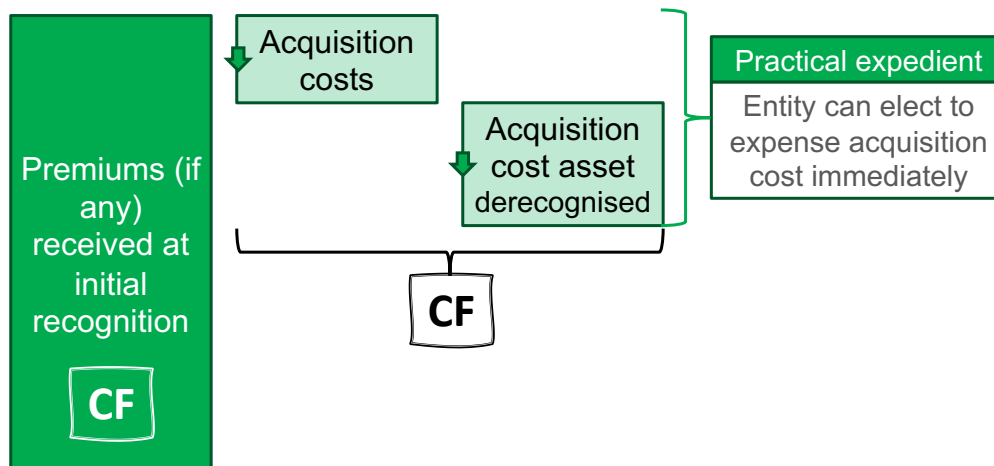 Premiums (if
any)
received at
initial
recognition
CF
Acquisition
costs
Acquisition
cost asset
derecognised
CF
Practical expedient
Entity can elect to
expense acquisition
cost immediately